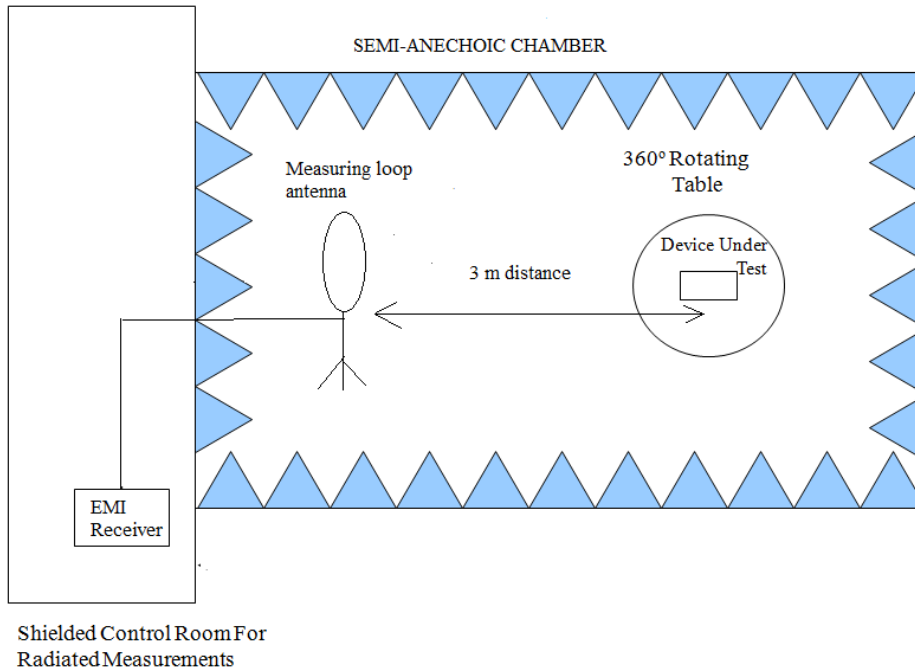 SEMI-ANECHOIC CHAMBER
Measuring loop
antenna
360º Rotating
Table
Device Under
Test
3 m distance
EMI
Receiver
Shielded Control Room For
Radiated Measurements